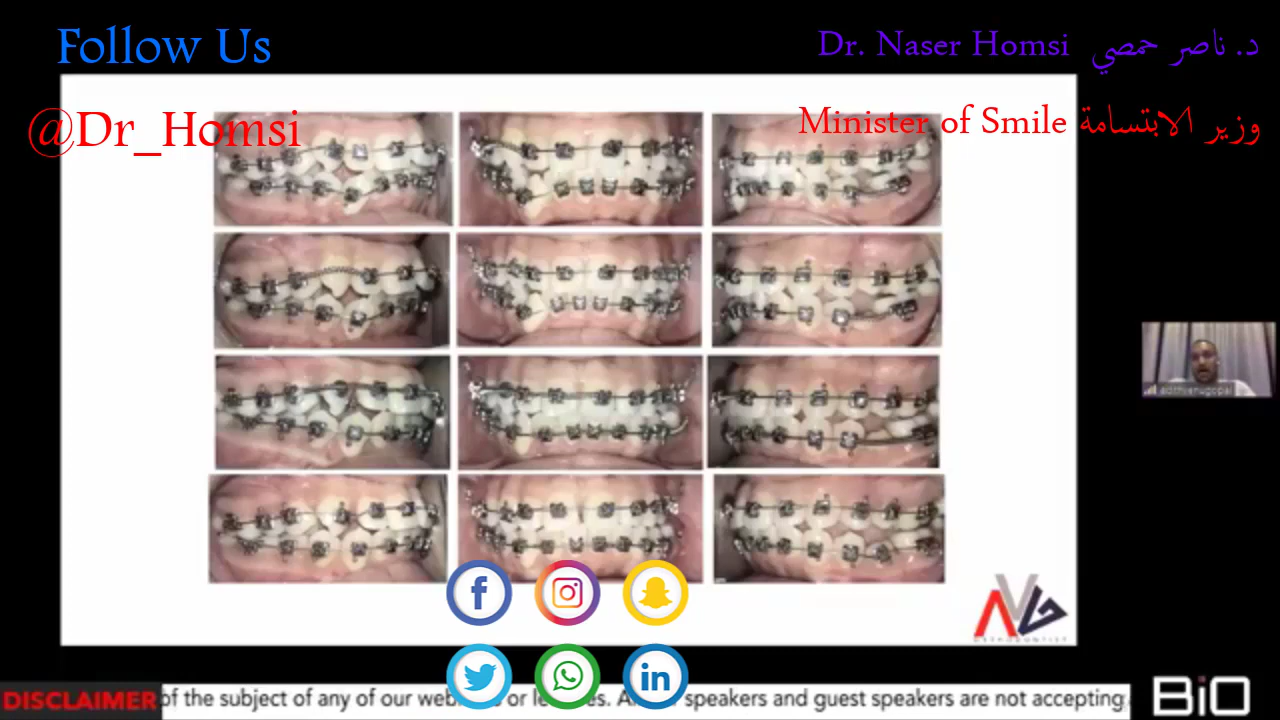 Follow Us
Dr. Naser Homsi د. ناصر حمصي
@Dr_Homsi
Minister of Smile وزير الابتسامة
DISCLAIMER
of the subject of any of our speakers and guest speakers are not accepting
BiO